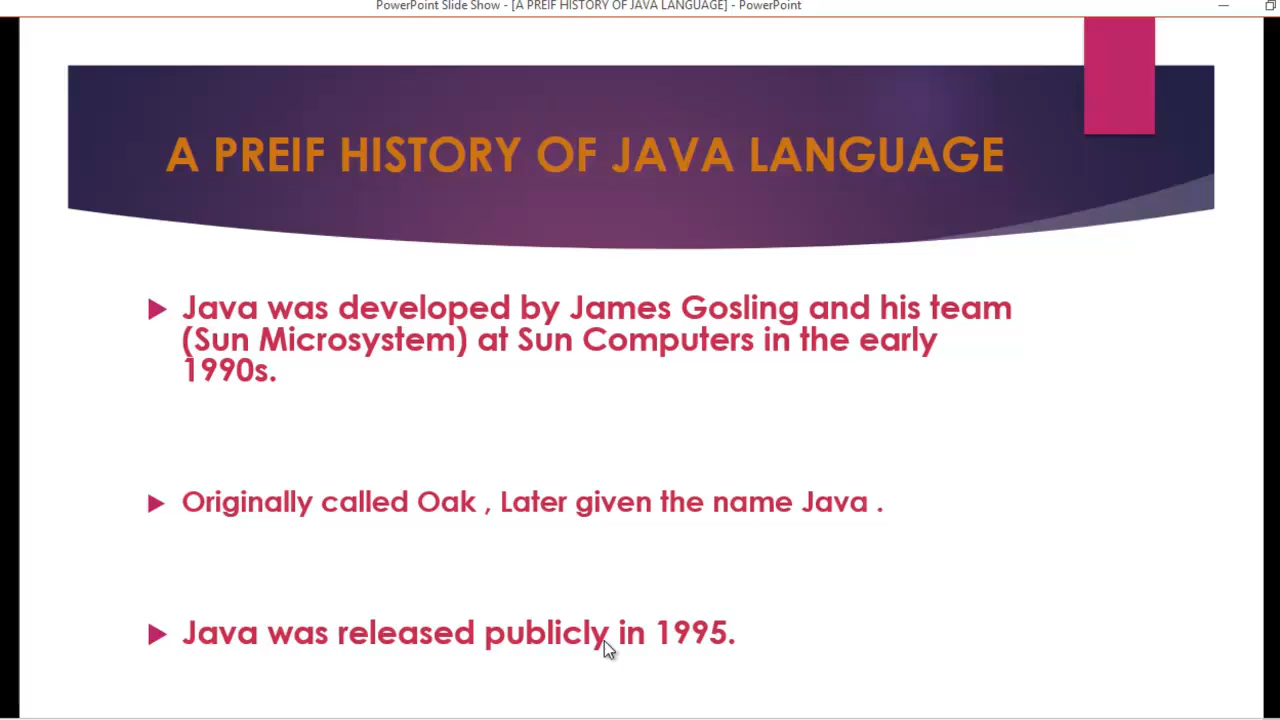 PowerPoint Slide Show - [A PREIF HISTORY OF JAVA LANGUAGE] - PowerPoint
A PREIF HISTORY OF JAVA LANGUAGE
Java was developed by James Gosling and his team
(Sun Microsystem) at Sun Computers in the early
1990s.
Originally called Oak , Later given the name Java .
Java was released publicly in 1995.